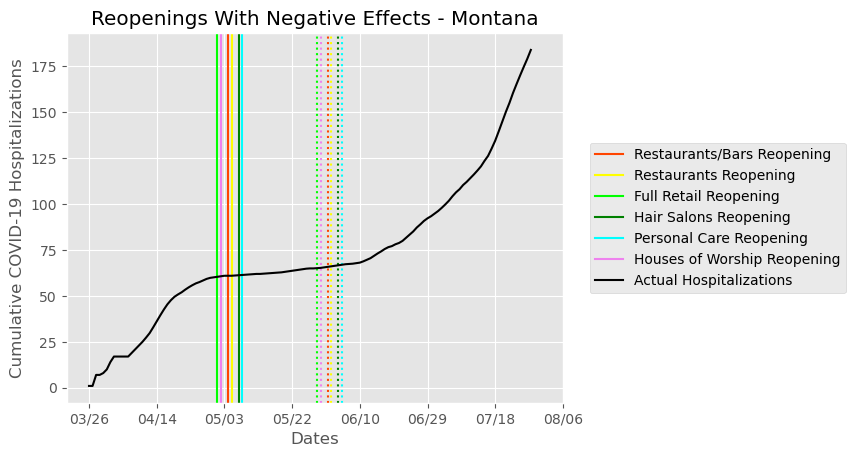 Reopenings With Negative Effects - Montana
Cumulative COVID-19 Hospitalizations
175
150
125
100
75
50
25
0
03/26 04/14 05/03 05/22 06/10 06/29 07/18 08/06
Dates
Restaurants/Bars Reopening
Restaurants Reopening
Full Retail Reopening
Hair Salons Reopening
Personal Care Reopening
Houses of Worship Reopening
Actual Hospitalizations